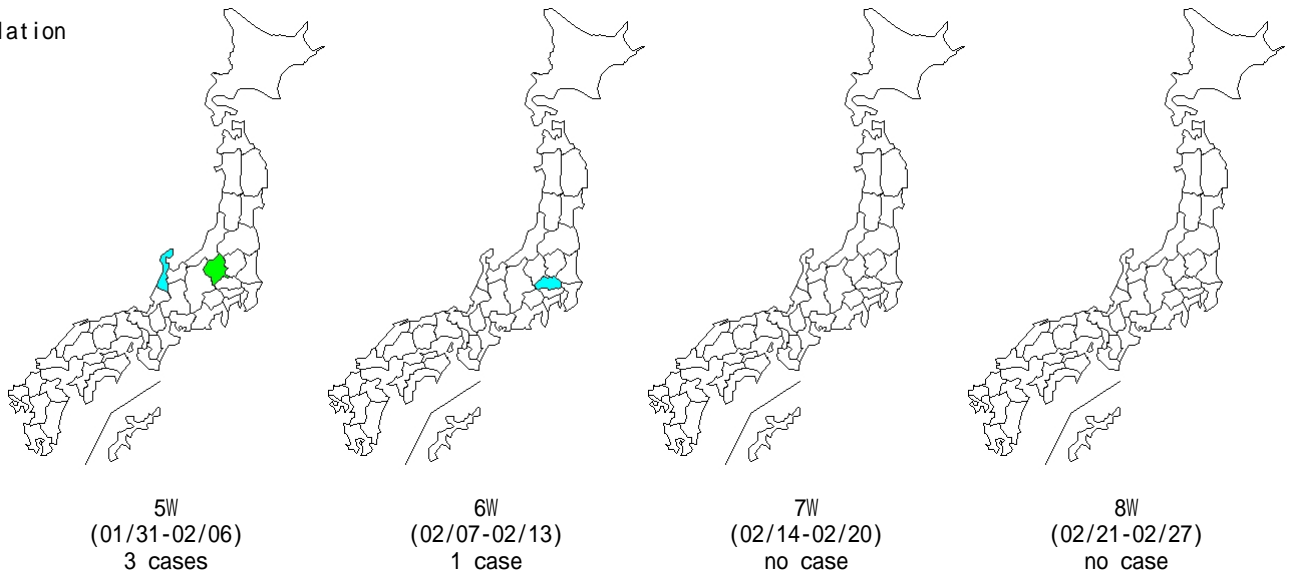 lation
5W
(01/31-02/06)
3 cases
6W
(02/07-02/13)
1 case
7W
(02/14-02/20)
no case
8W
(02/21-02/27)
no case